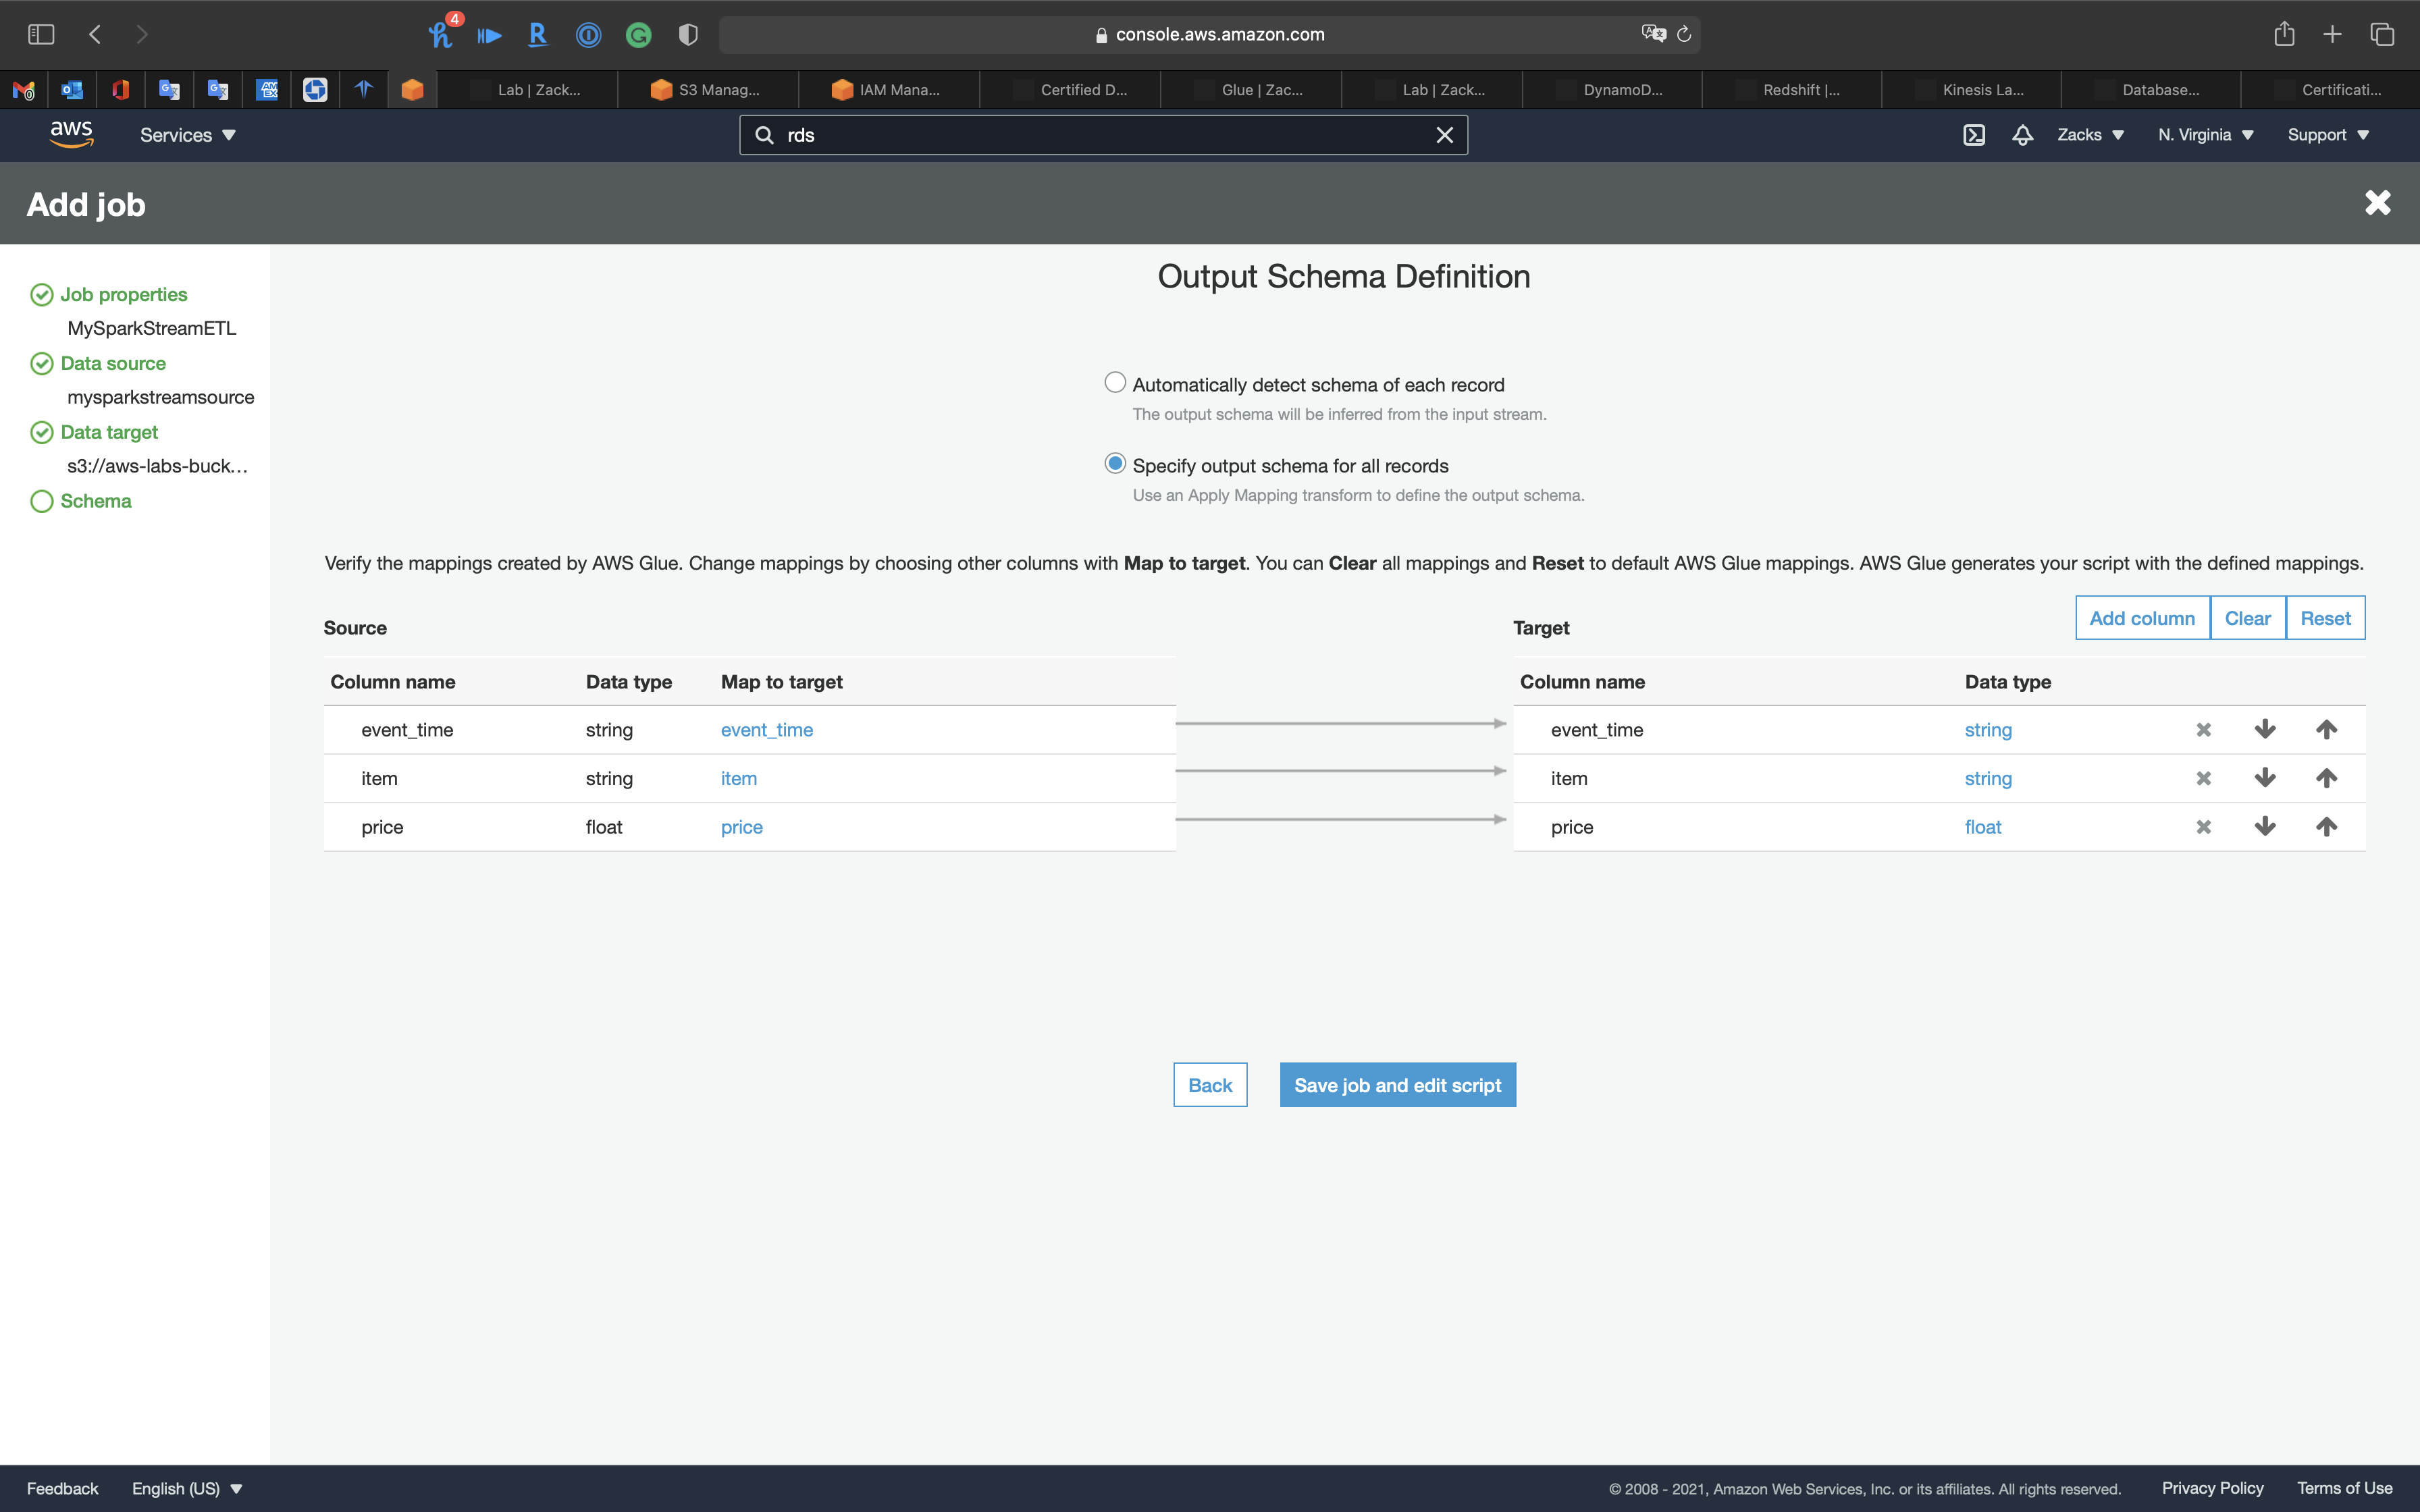 4
console.aws.amazon.com
Lab | Zack...
S3 Manag...
IAM Mana...
Certified D...
Glue | Zac...
Lab | Zack...
DynamoD...
Redshift |...
Kinesis La...
Database...
Certificati...
aws
Services
rds
Zacks
N. Virginia
Support
Add job
Job properties
MySparkStreamETL
Data source
mysparkstreamsource
Data target
s3://aws-labs-buck...
Schema
Output Schema Definition
Automatically detect schema of each record
The output schema will be inferred from the input stream.
Specify output schema for all records
Use an Apply Mapping transform to define the output schema.
Verify the mappings created by AWS Glue. Change mappings by choosing other columns with Map to target. You can Clear all mappings and Reset to default AWS Glue mappings. AWS Glue generates your script with the defined mappings.
Add column Clear Reset
Source
Column name Data type Map to target
event_time string event_time
item string item
price float price
Target
Column name Data type
event_time string
item string
price float
Back
Save job and edit script
Feedback
English (US)
© 2008 - 2021, Amazon Web Services, Inc. or its affiliates. All rights reserved.
Privacy Policy
Terms of Use